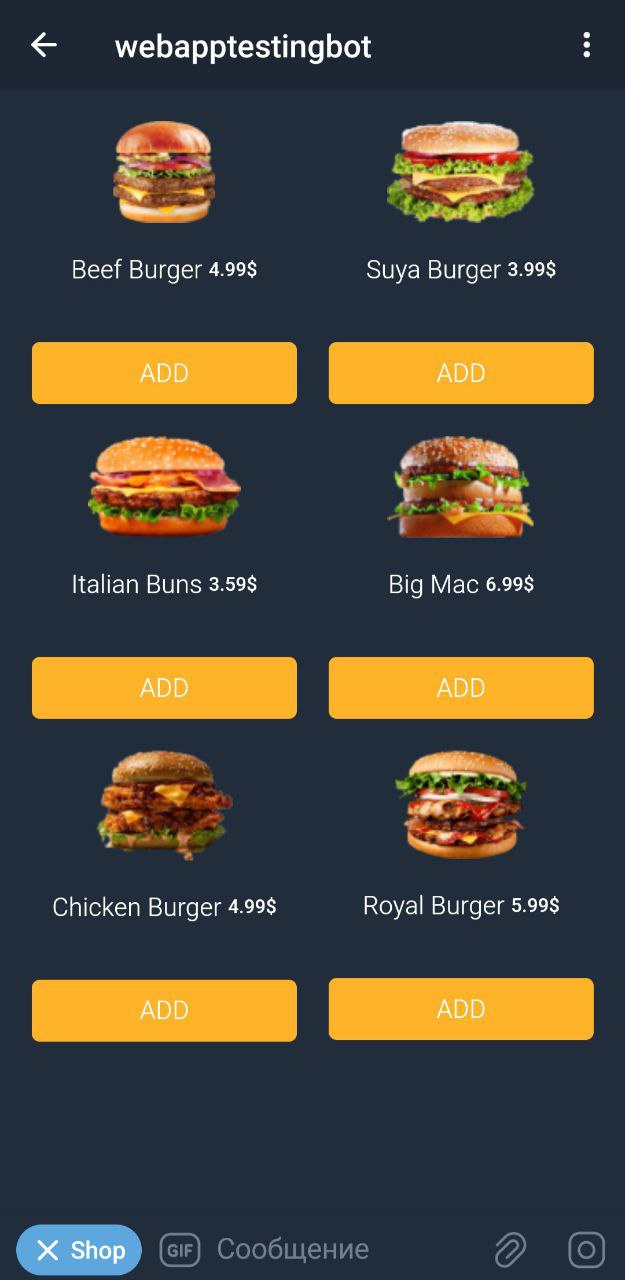 webapptestingbot
Beef Burger 4.99$
Suya Burger 3.99$
ADD
ADD
Italian Buns 3.59$
Big Mac 6.99$
ADD
ADD
Chicken Burger 4.99$
Royal Burger 5.99$
ADD
ADD
Shop
GIF
Сообщение